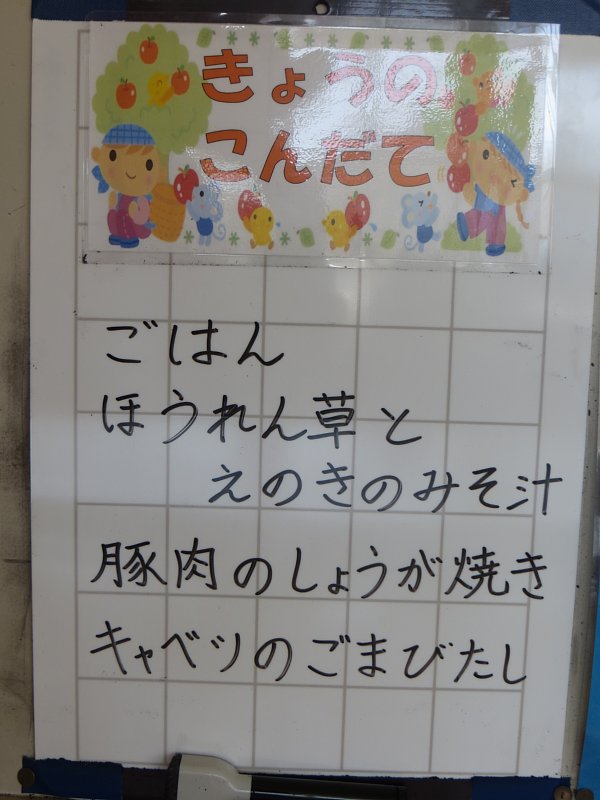 きょうの
こんだて
ごはん
ほうれん草と
えのきのみそ汁
豚肉のしょうが焼き
キャベツのごまびたし